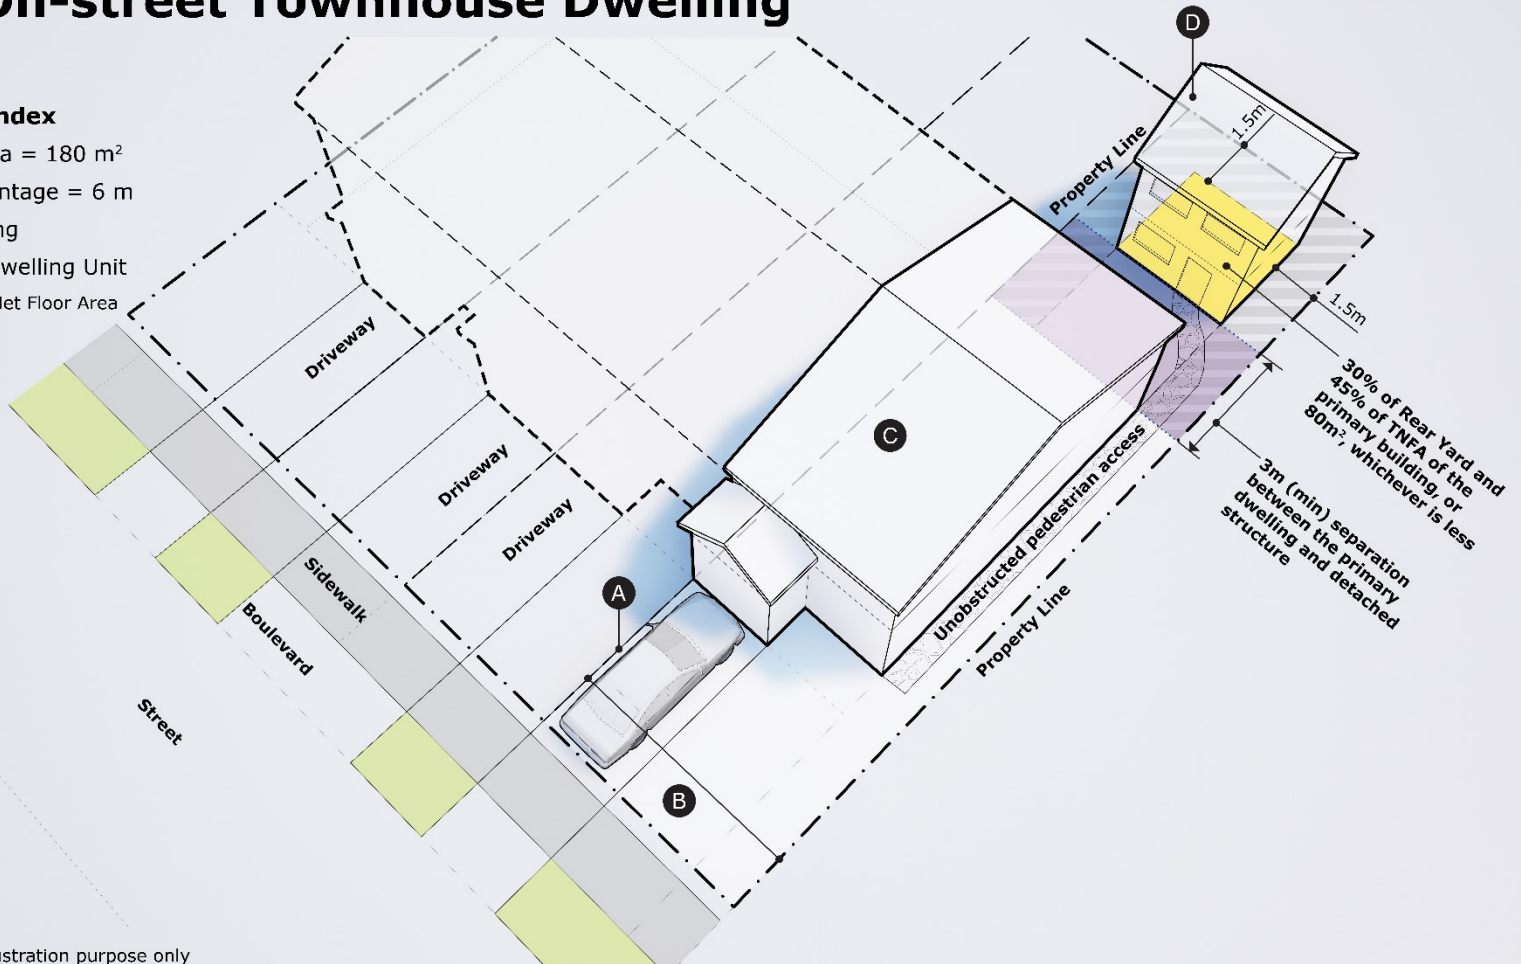 On-street Townhouse Dwelling
D
ndex
a = 180 m²
ntage = 6 m
ng
welling Unit
Net Floor Area
1.5m
Property Line
1.5m
Driveway
Driveway
Driveway
C
30% of Rear Yard and
45% of TNFA of the
primary building, or
80m², whichever is less
3m (min) separation
between the primary
dwelling and detached
structure
Unobstructed pedestrian access
Property Line
A
Sidewalk
Boulevard
Street
B
ustration purpose only